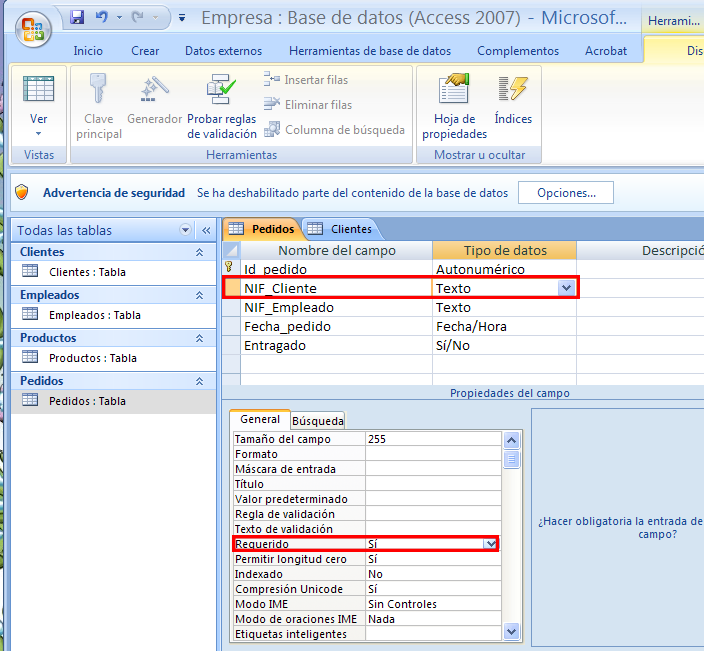 Empresa : Base de datos (Access 2007) - Microsof...
Herrami...
Inicio Crear Datos externos Herramientas de base de datos Complementos Acrobat Dis
Ver
Vistas
Clave principal
Generador
Probar reglas de validación
Insertar filas
Eliminar filas
Columna de búsqueda
Herramientas
Hoja de propiedades
Índices
Mostrar u ocultar
Advertencia de seguridad Se ha deshabilitado parte del contenido de la base de datos Opciones...
Todas las tablas «
Clientes
Clientes : Tabla
Empleados
Empleados : Tabla
Productos
Productos : Tabla
Pedidos
Pedidos : Tabla
Pedidos Clientes
Nombre del campo Tipo de datos Descripció
Id_pedido Autonumérico
NIF_Cliente Texto
NIF_Empleado Texto
Fecha_pedido Fecha/Hora
Entragado Sí/No
Propiedades del campo
General Búsqueda
Tamaño del campo 255
Formato
Máscara de entrada
Título
Valor predeterminado
Regla de validación
Texto de validación
Requerido Sí
Permitir longitud cero Sí
Indexado No
Compresión Unicode Sí
Modo IME Sin Controles
Modo de oraciones IME Nada
Etiquetas inteligentes
¿Hacer obligatoria la entrada de
campo?